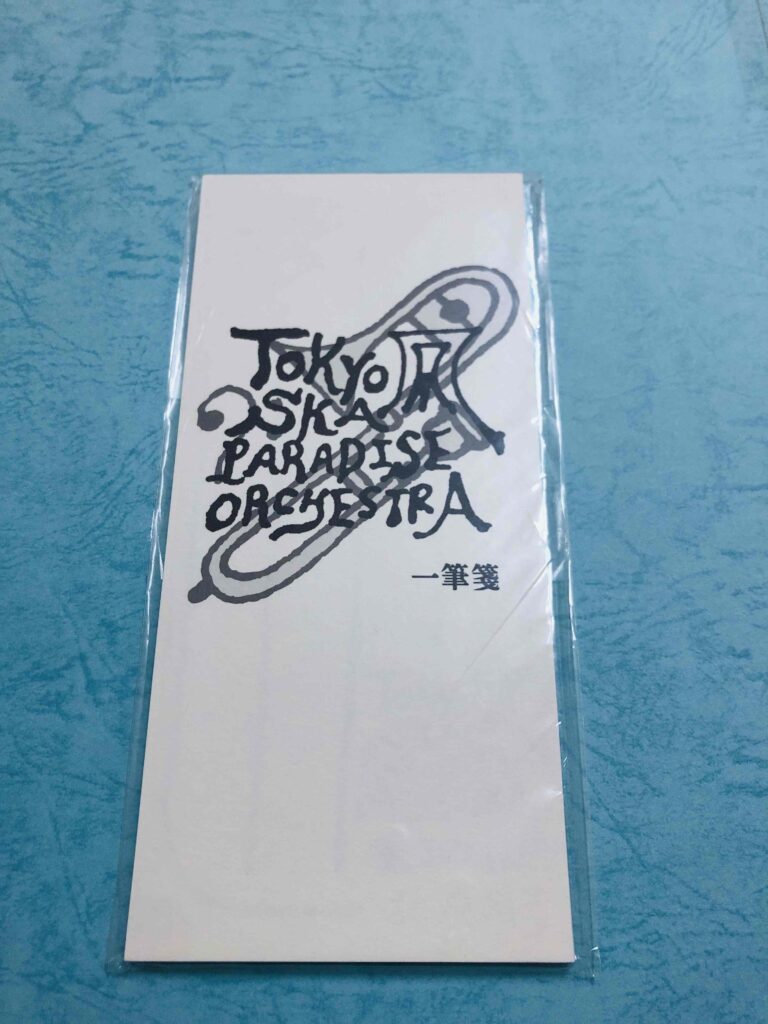 TOKYO
SKA
PARADISE
ORCHESTRA
一筆箋